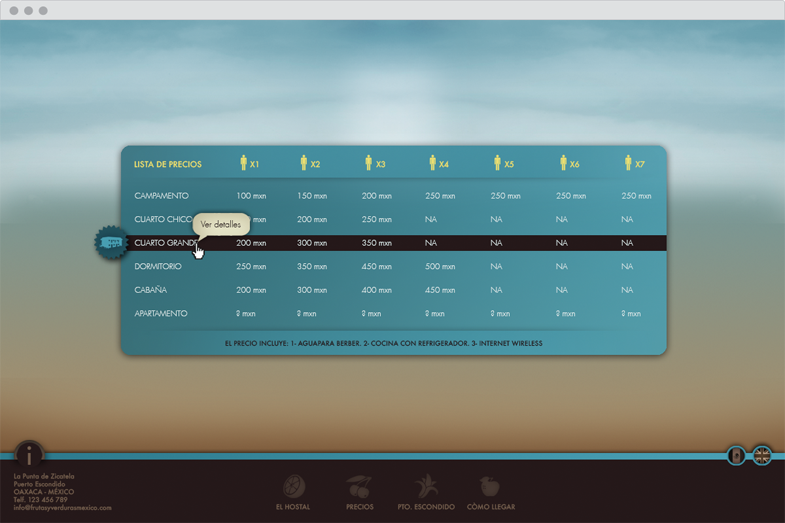 LISTA DE PRECIOS X1 X2 X3 X4 X5 X6 X7
CAMPAMENTO 100 mxn 150 mxn 200 mxn 250 mxn 250 mxn 250 mxn 250 mxn
Ver detalles
CUARTO CHICO mxn 200 mxn 250 mxn NA NA NA NA
CUARTO GRANDE 200 mxn 300 mxn 350 mxn NA NA NA NA
DORMITORIO 250 mxn 350 mxn 450 mxn 500 mxn NA NA NA
CABAÑA 200 mxn 300 mxn 400 mxn 450 mxn NA NA NA
APARTAMENTO ? mxn ? mxn ? mxn ? mxn ? mxn ? mxn ? mxn
EL PRECIO INCLUYE: 1- AGUAPARA BERBER. 2- COCINA CON REFRIGERADOR. 3- INTERNET WIRELESS
i
La Punta de Zicatela
Puerto Escondido
OAXACA - MÉXICO
Telf. 123 456 789
info@frutasyverdurasmexico.com
EL HOSTAL PRECIOS PTO. ESCONDIDO CÓMO LLEGAR